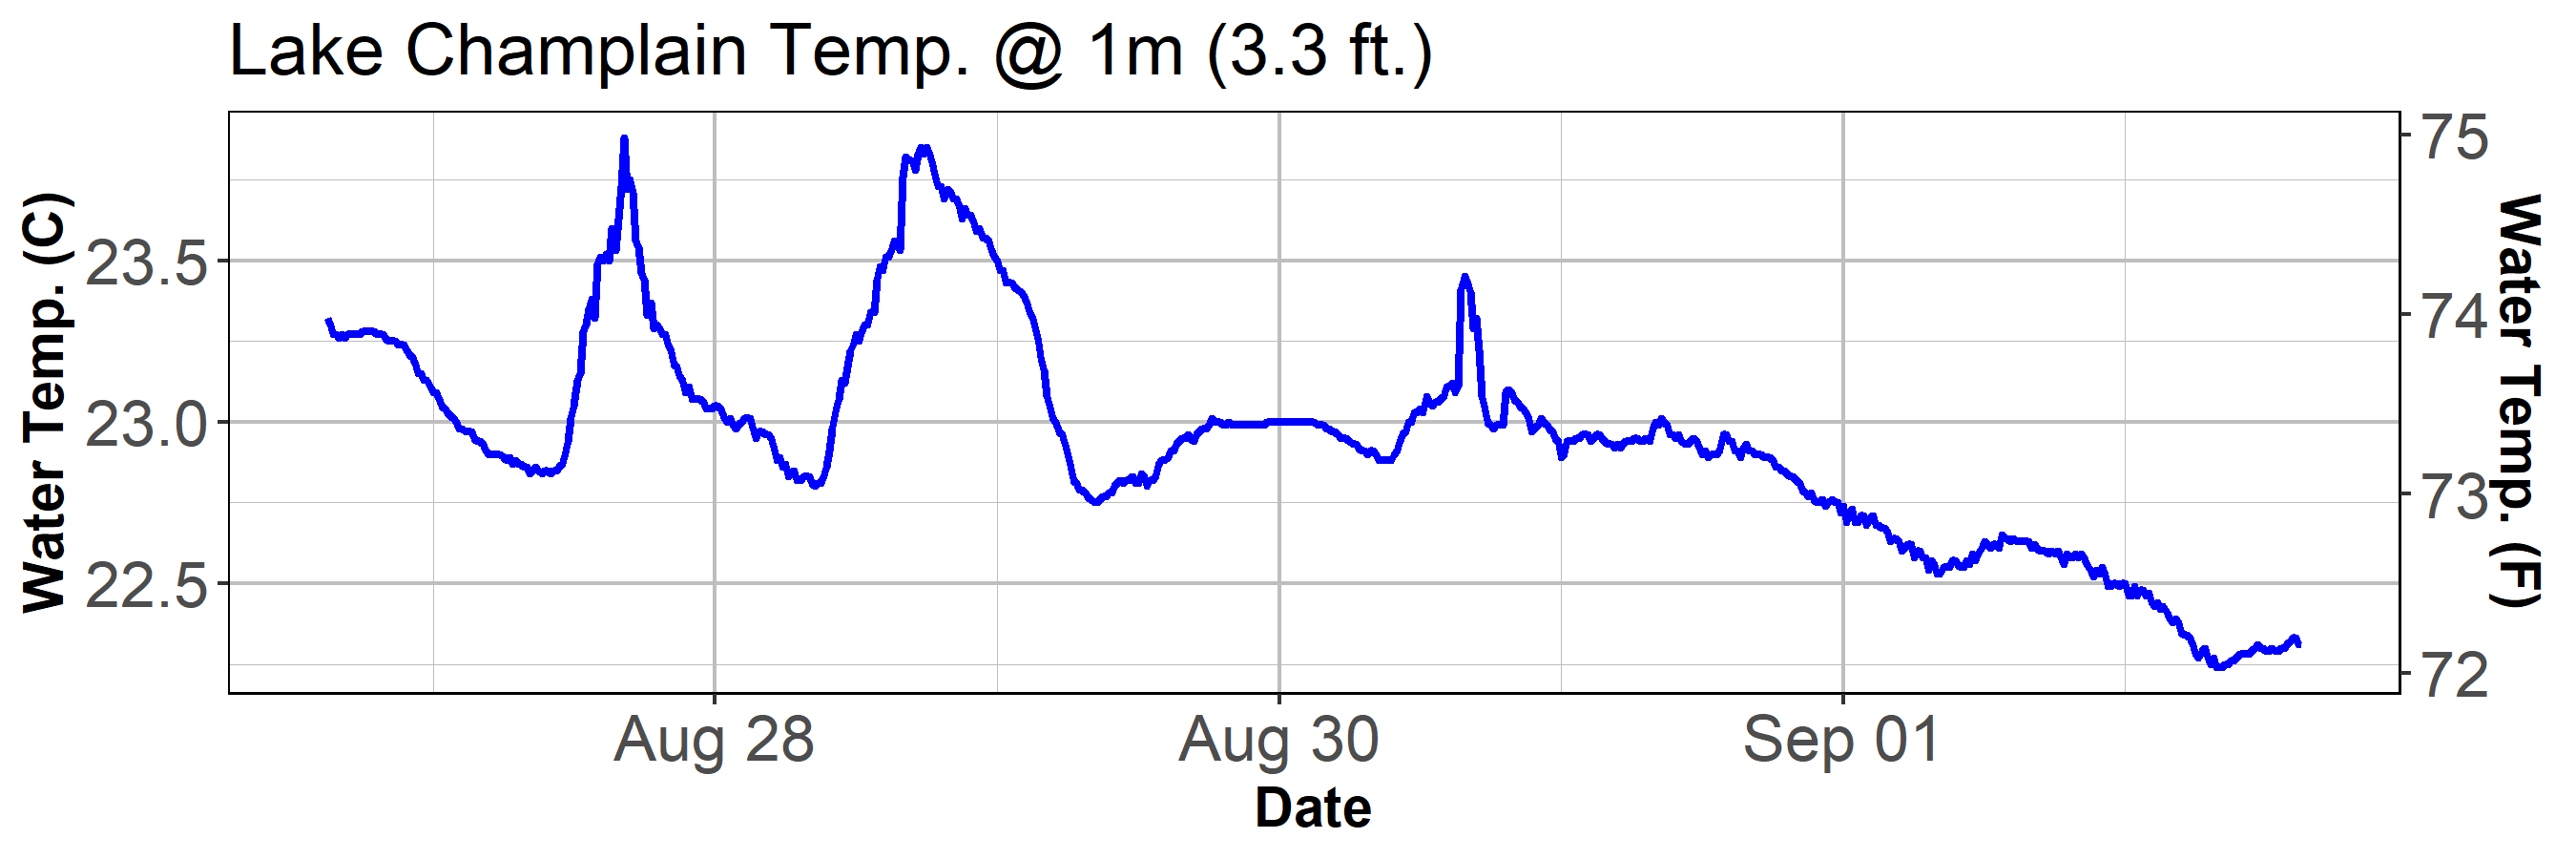 Lake Champlain Temp. @ 1m (3.3 ft.)
Water Temp. (C)
23.5
23.0
22.5
75
74
73
72
Water Temp. (F)
Aug 28
Aug 30
Sep 01
Date